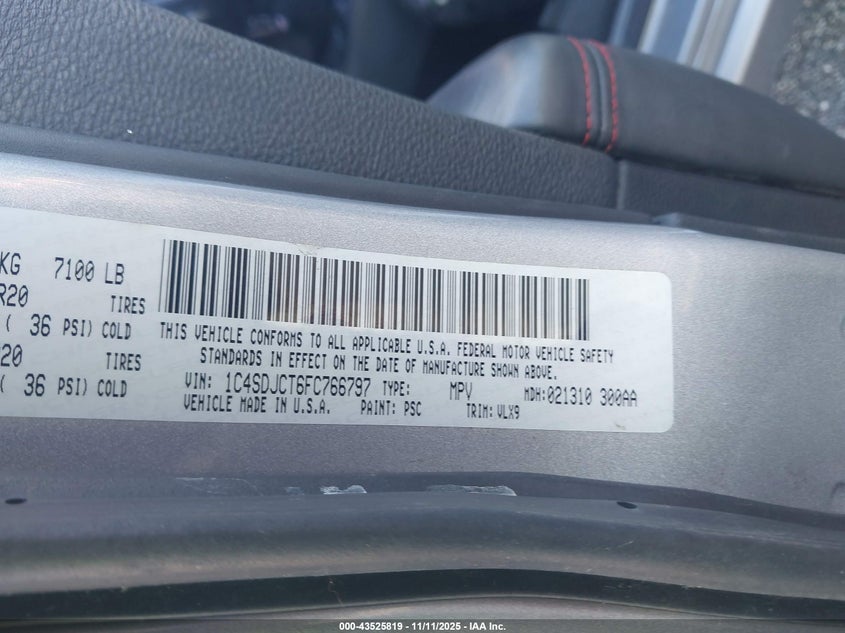 KG 7100 LB
R20 TIRES
( 36 PSI) COLD
R20 TIRES
( 36 PSI) COLD
THIS VEHICLE CONFORMS TO ALL APPLICABLE U.S.A. FEDERAL MOTOR VEHICLE SAFETY
STANDARDS IN EFFECT ON THE DATE OF MANUFACTURE SHOWN ABOVE.
VIN: 1C4SDJCT6FC766797 TYPE: MPV MDH:021310 300AA
VEHICLE MADE IN U.S.A. PAINT: PSC TRIM: VLX9
000-43525819 - 11/11/2025 - IAA Inc.